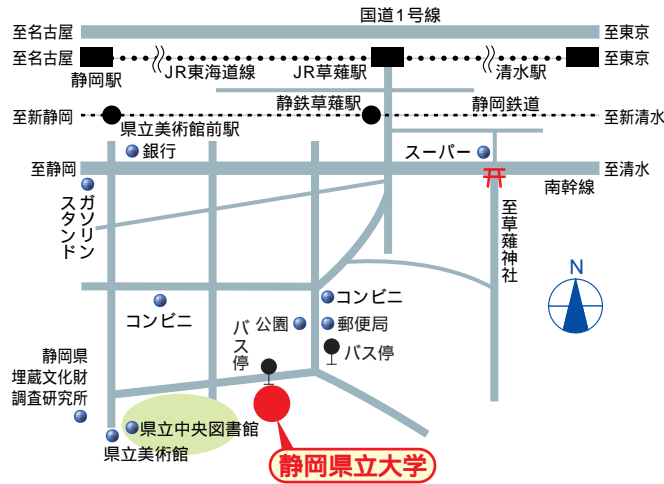 国道1号線
至名古屋
至東京
至名古屋
至東京
静岡駅
JR東海道線
JR草薙駅
清水駅
静鉄草薙駅
静岡鉄道
至新静岡
至新清水
県立美術館前駅
銀行
スーパー
至静岡
至清水
南幹線
ガソリン
スタンド
至草薙神社
N
コンビニ
コンビニ
公園
郵便局
バス停
バス停
静岡県
埋蔵文化財
調査研究所
県立中央図書館
県立美術館
静岡県立大学